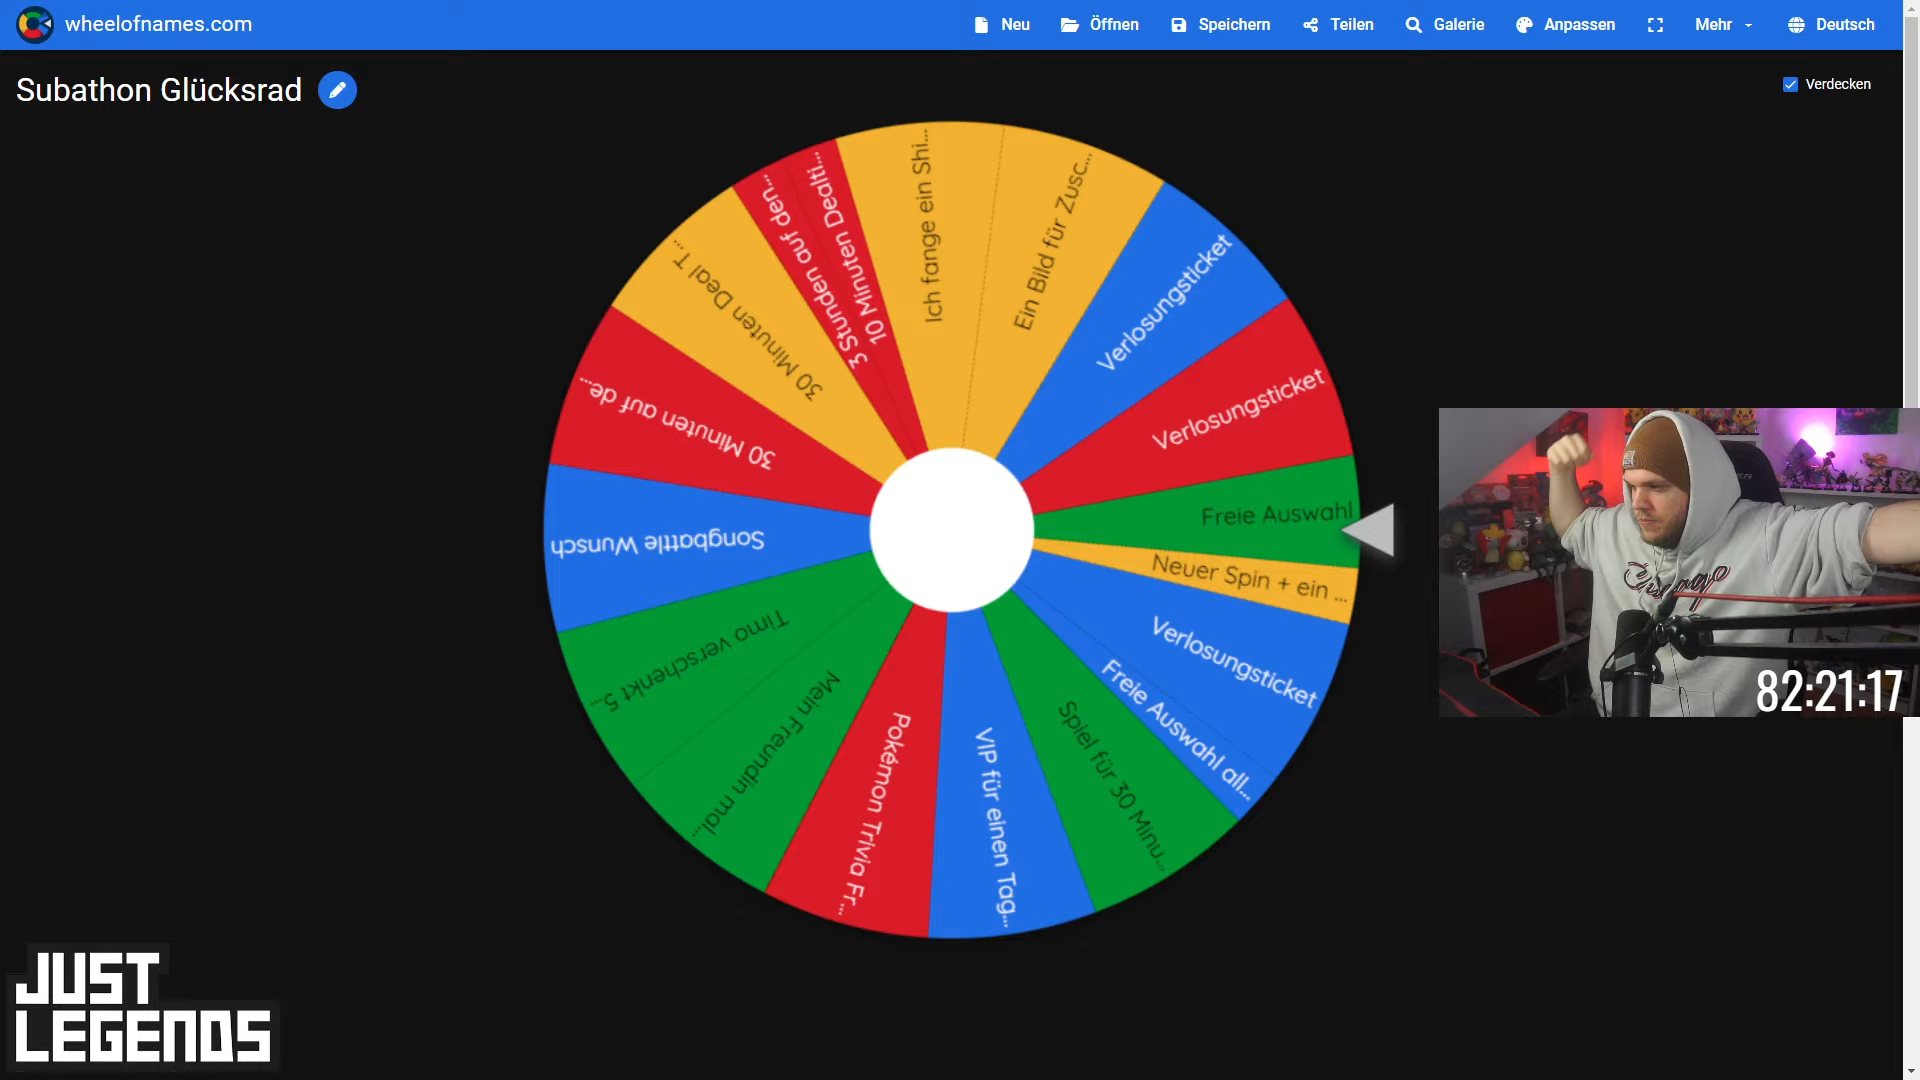 wheelofnames.com
Neu
Öffnen
Speichern
Teilen
Galerie
Anpassen
Mehr
Deutsch
Subathon Glücksrad
Verdecken
Ich fange ein Shi...
Ein Bild für Zusc...
Verlosungsticket
Verlosungsticket
Freie Auswahl
Neuer Spin + ein ...
Verlosungsticket
Freie Auswahl all...
Spiel für 30 Minu...
VIP für einen Tag...
Pokémon Trivia Fr...
Mein Freundin mal...
Timo verschenkt 5...
Songbattle Wunsch
30 Minuten auf de...
30 Minuten Deal T...
3 Stunden auf den...
10 Minuten Dealti...
Chicago
82:21:17
JUST
LEGENDS